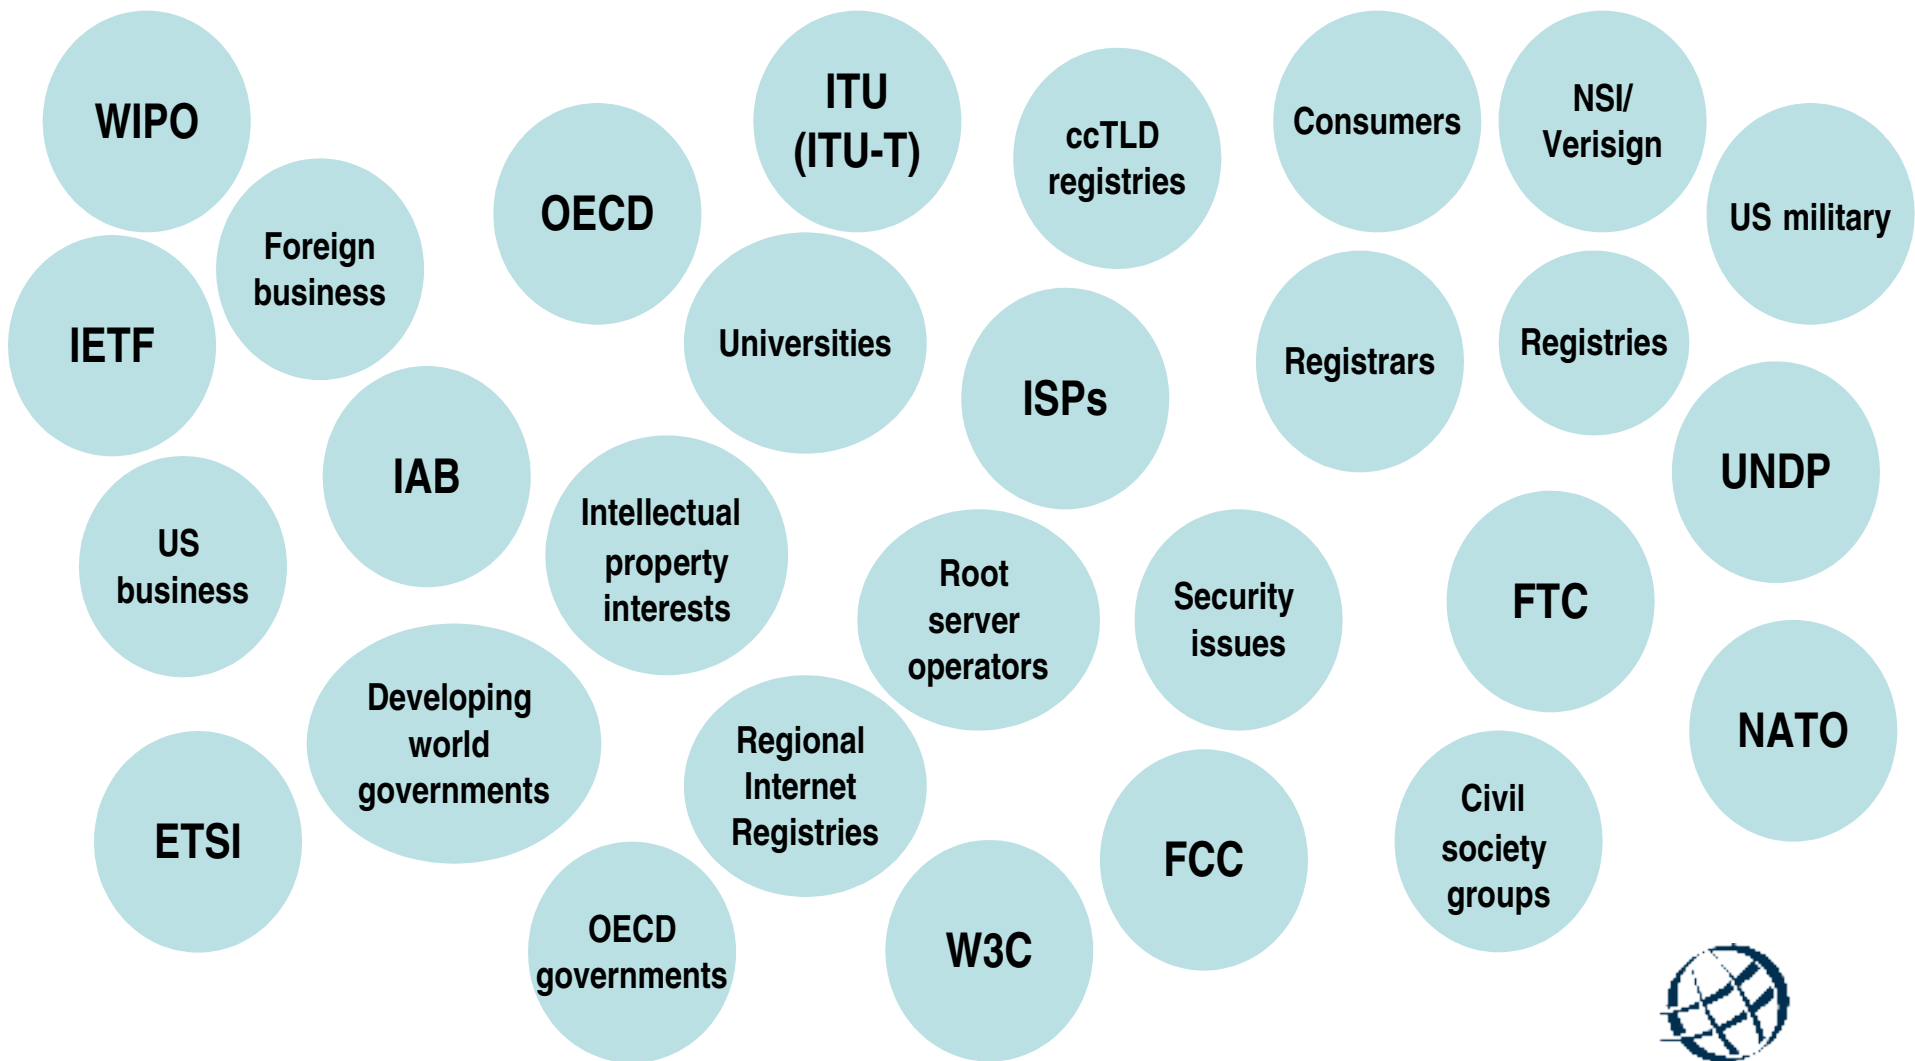 WIPO
Foreign
business
OECD
ITU
(ITU-T)
ccTLD
registries
Consumers
NSI/
Verisign
US military
IETF
Universities
ISPs
Registrars
Registries
UNDP
US
business
IAB
Intellectual
property
interests
Root
server
operators
Security
issues
FTC
NATO
ETSI
Developing
world
governments
Regional
Internet
Registries
FCC
Civil
society
groups
OECD
governments
W3C